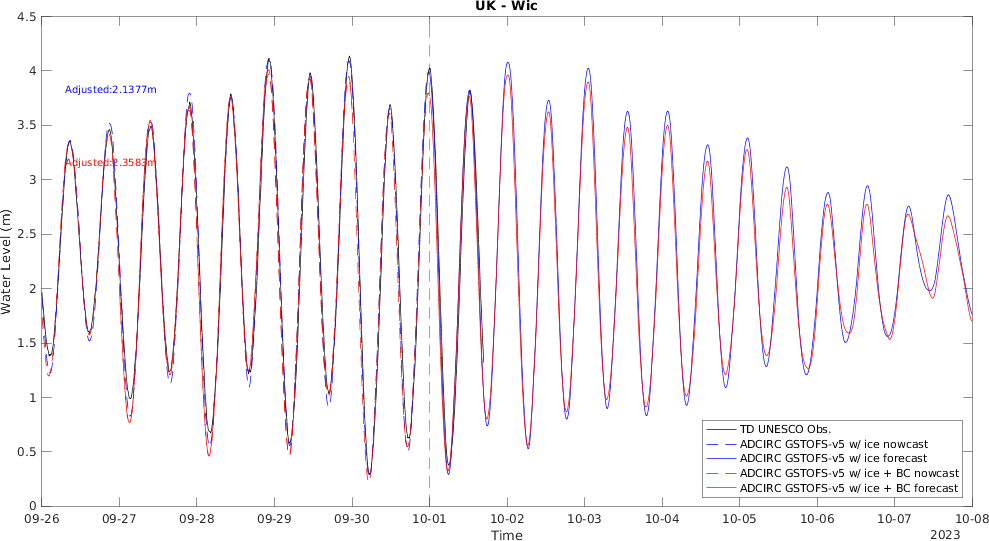 UK - Wic
4.5
4
3.5
3
2.5
2
1.5
1
0.5
0
Water Level (m)
Adjusted:2.1377m
Adjusted:2.3583m
TD UNESCO Obs.
ADCIRC GSTOFS-v5 w/ ice nowcast
ADCIRC GSTOFS-v5 w/ ice forecast
ADCIRC GSTOFS-v5 w/ ice + BC nowcast
ADCIRC GSTOFS-v5 w/ ice + BC forecast
09-26 09-27 09-28 09-29 09-30 10-01 10-02 10-03 10-04 10-05 10-06 10-07 10-08
Time
2023